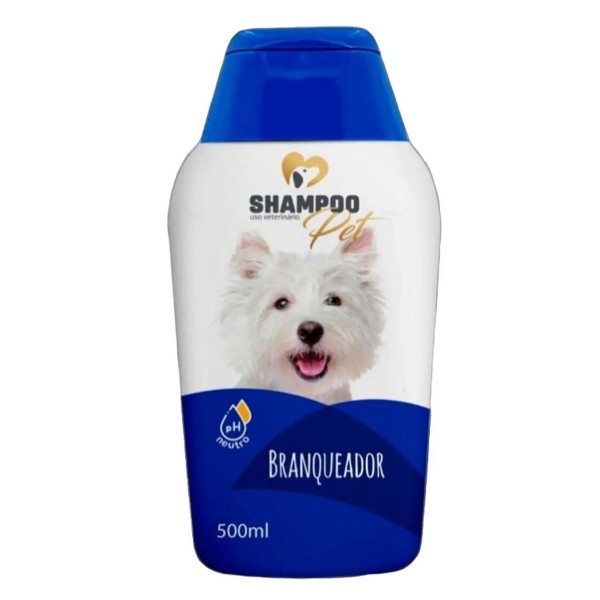 SHAMPOO
uso veterinário
Pet
pH
neutro
BRANQUEADOR
500ml